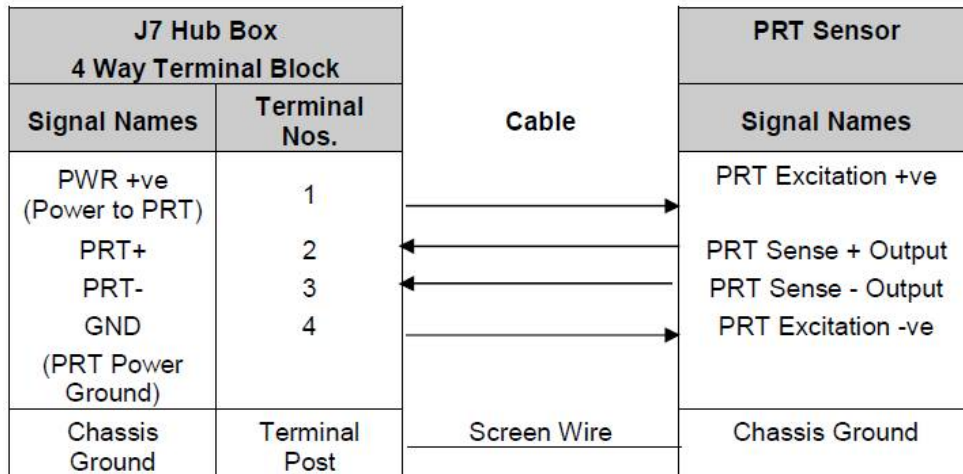 J7 Hub Box
4 Way Terminal Block
PRT Sensor
Signal Names
Terminal
Nos.
Cable
Signal Names
PWR +ve
(Power to PRT)
1
PRT Excitation +ve
PRT+
2
PRT Sense + Output
PRT-
3
PRT Sense - Output
GND
4
PRT Excitation -ve
(PRT Power
Ground)
Chassis
Ground
Terminal
Post
Screen Wire
Chassis Ground